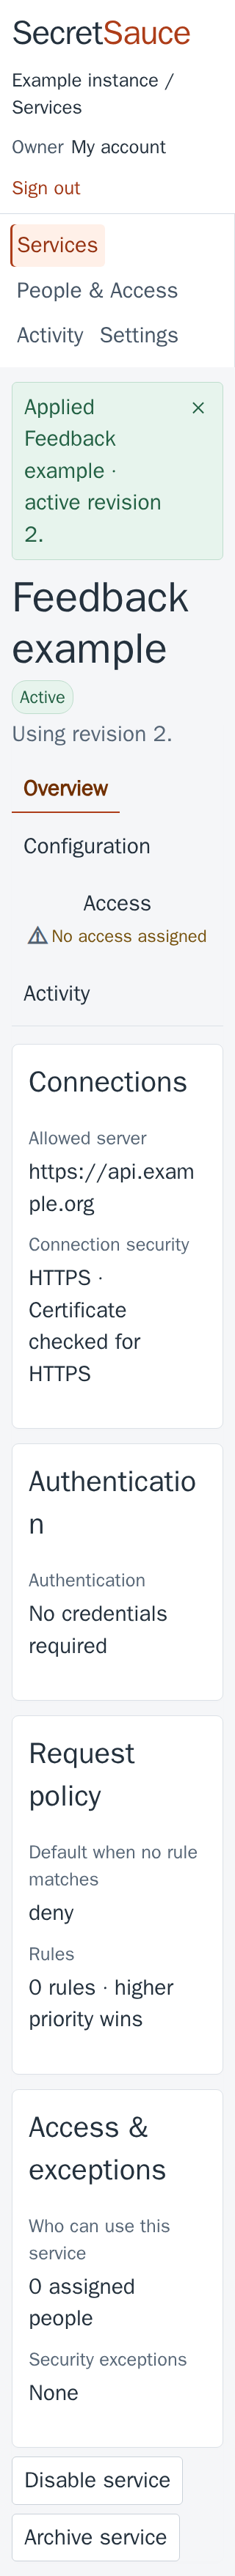 SecretSauce
Example instance /
Services
Owner My account
Sign out
Services
People & Access
Activity Settings
Applied
Feedback
example ·
active revision
2.
×
Feedback
example
Active
Using revision 2.
Overview
Configuration
Access
⚠ No access assigned
Activity
Connections
Allowed server
https://api.exam
ple.org
Connection security
HTTPS ·
Certificate
checked for
HTTPS
Authenticatio
n
Authentication
No credentials
required
Request
policy
Default when no rule
matches
deny
Rules
0 rules · higher
priority wins
Access &
exceptions
Who can use this
service
0 assigned
people
Security exceptions
None
Disable service
Archive service